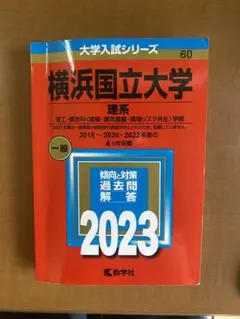 大学入試シリーズ
60
横浜国立大学
理系
理工・都市科〈建築・都市基盤・環境リスク共生〉学部
2018〜2020・2022年度の
4カ年収載
一般
傾向と対策
過去問
解答
2023
教学社